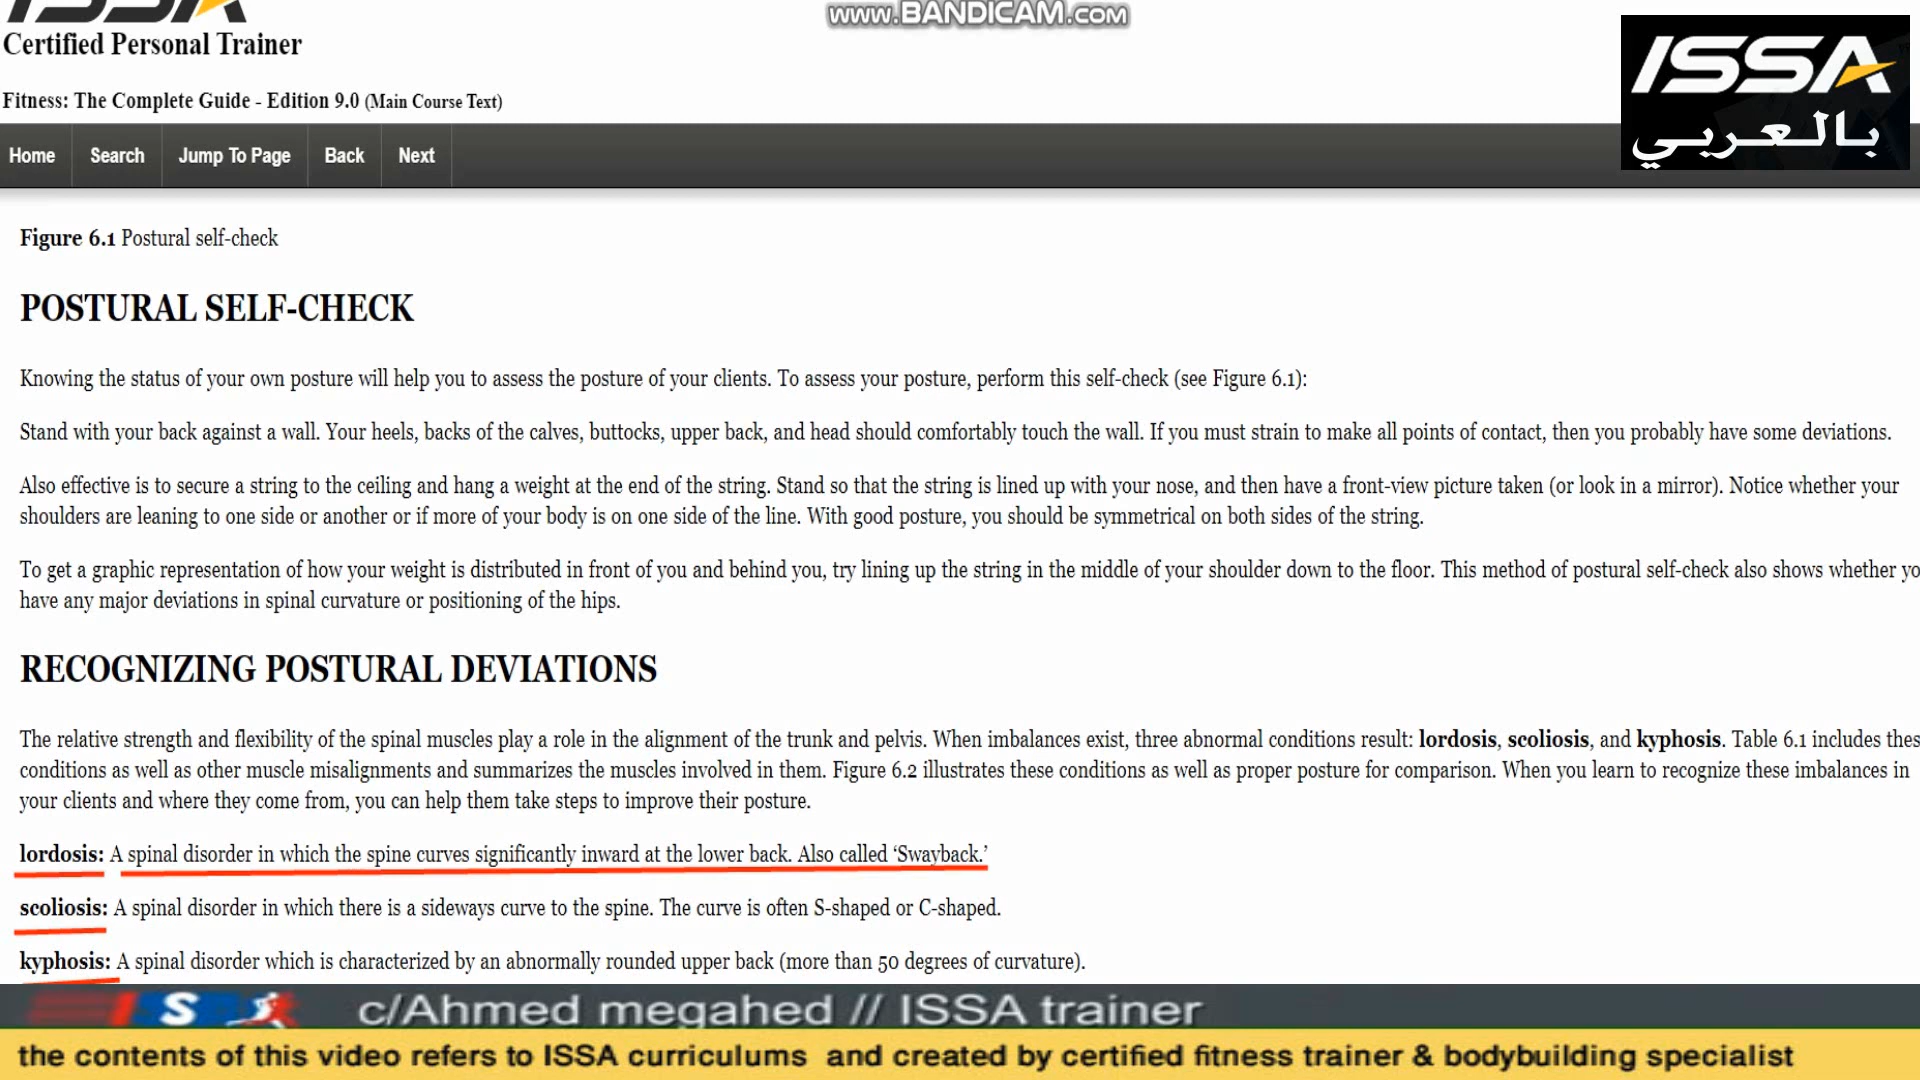 ISSA
www.BANDICAM.com
Certified Personal Trainer
ISSA
بالعربي
Fitness: The Complete Guide - Edition 9.0 (Main Course Text)
Home Search Jump To Page Back Next
Figure 6.1 Postural self-check
POSTURAL SELF-CHECK
Knowing the status of your own posture will help you to assess the posture of your clients. To assess your posture, perform this self-check (see Figure 6.1):
Stand with your back against a wall. Your heels, backs of the calves, buttocks, upper back, and head should comfortably touch the wall. If you must strain to make all points of contact, then you probably have some deviations.
Also effective is to secure a string to the ceiling and hang a weight at the end of the string. Stand so that the string is lined up with your nose, and then have a front-view picture taken (or look in a mirror). Notice whether your
shoulders are leaning to one side or another or if more of your body is on one side of the line. With good posture, you should be symmetrical on both sides of the string.
To get a graphic representation of how your weight is distributed in front of you and behind you, try lining up the string in the middle of your shoulder down to the floor. This method of postural self-check also shows whether yo
have any major deviations in spinal curvature or positioning of the hips.
RECOGNIZING POSTURAL DEVIATIONS
The relative strength and flexibility of the spinal muscles play a role in the alignment of the trunk and pelvis. When imbalances exist, three abnormal conditions result: lordosis, scoliosis, and kyphosis. Table 6.1 includes thes
conditions as well as other muscle misalignments and summarizes the muscles involved in them. Figure 6.2 illustrates these conditions as well as proper posture for comparison. When you learn to recognize these imbalances in
your clients and where they come from, you can help them take steps to improve their posture.
lordosis: A spinal disorder in which the spine curves significantly inward at the lower back. Also called ‘Swayback.’
scoliosis: A spinal disorder in which there is a sideways curve to the spine. The curve is often S-shaped or C-shaped.
kyphosis: A spinal disorder which is characterized by an abnormally rounded upper back (more than 50 degrees of curvature).
c/Ahmed megahed // ISSA trainer
the contents of this video refers to ISSA curriculums and created by certified fitness trainer & bodybuilding specialist